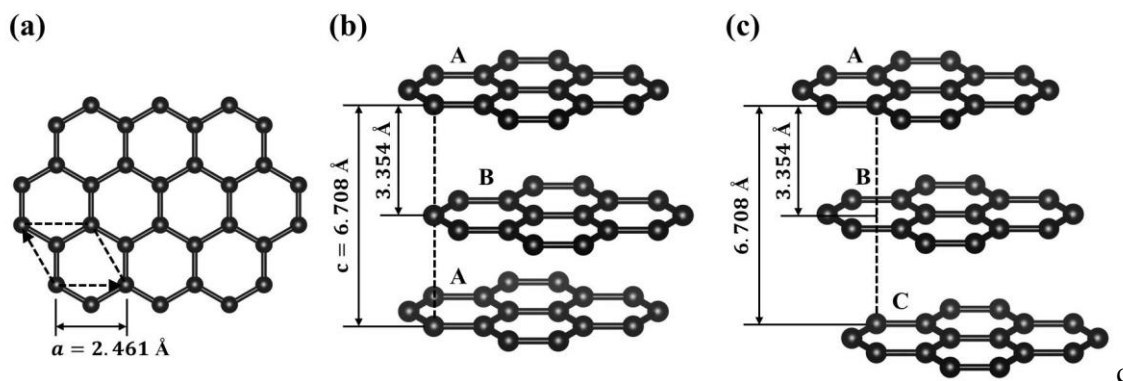 (a)
a = 2.461 Å
(b)
A
B
A
c = 6.708 Å
3.354 Å
(c)
A
B
C
6.708 Å
3.354 Å